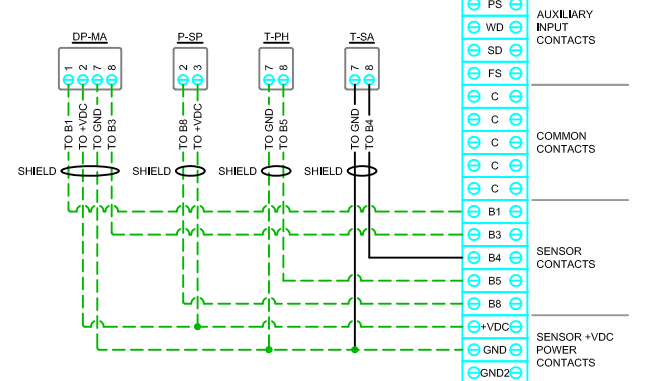 PS
AUXILIARY
INPUT
CONTACTS
WD
SD
FS
DP-MA
P-SP
T-PH
T-SA
1 2 7 8
2 3
7 8
7 8
TO B1
TO +VDC
TO GND
TO B3
TO B8
TO +VDC
TO GND
TO B5
TO GND
TO B4
SHIELD
SHIELD
SHIELD
SHIELD
C
C
C
C
C
COMMON
CONTACTS
B1
B3
B4
B5
B8
SENSOR
CONTACTS
+VDC
GND
GND2
SENSOR +VDC
POWER
CONTACTS